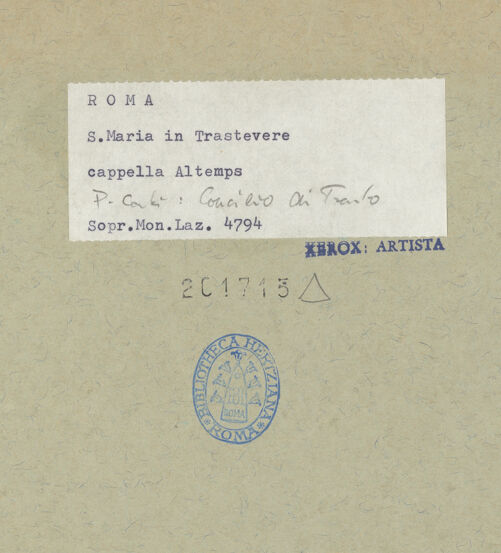 R O M A
S.Maria in Trastevere
cappella Altemps
P. Cati: Concilio di Trento
Sopr.Mon.Laz. 4794
XEROX: ARTISTA
201715
BIBLIOTHECA HERTZIANA
ROMA
ROMA